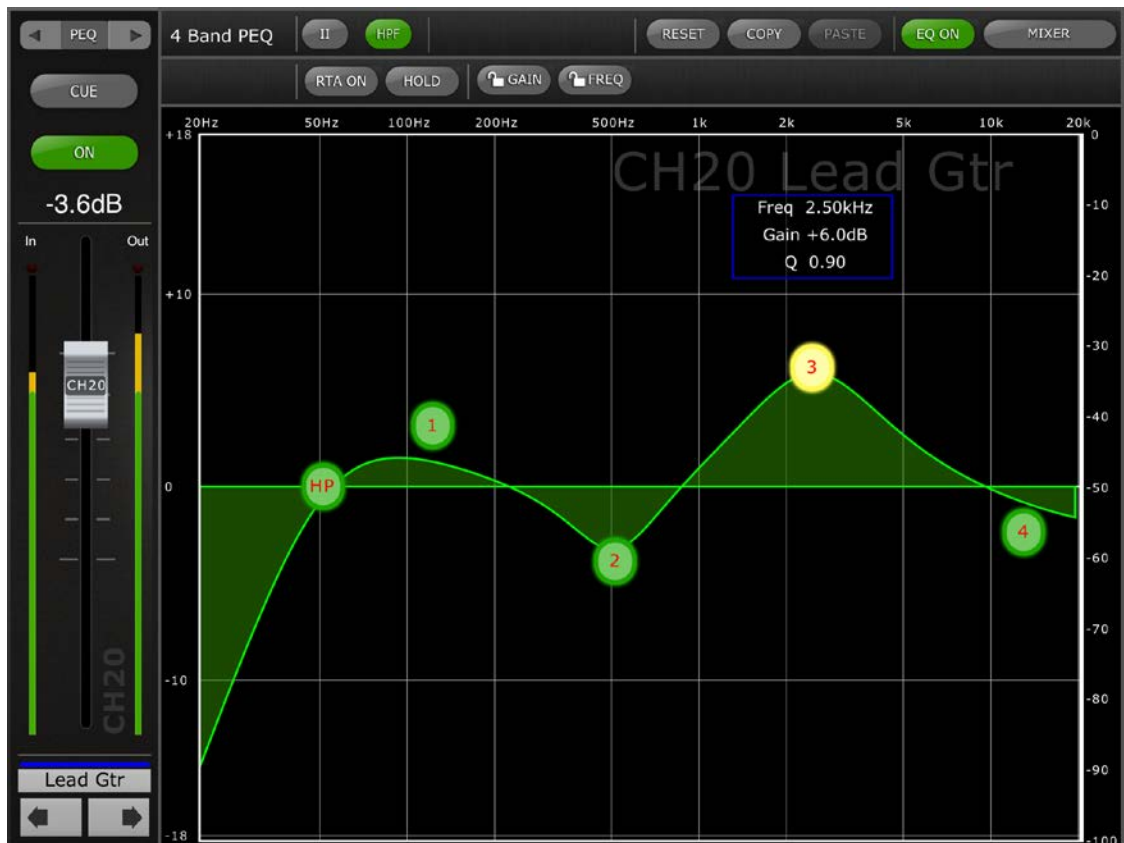 PEQ
4 Band PEQ
II
HPF
RESET
COPY
PASTE
EQ ON
MIXER
CUE
RTA ON
HOLD
GAIN
FREQ
ON
-3.6dB
In
Out
CH20
CH20
Lead Gtr
20Hz 50Hz 100Hz 200Hz 500Hz 1k 2k 5k 10k 20k
CH20 Lead Gtr
Freq 2.50kHz
Gain +6.0dB
Q 0.90
+18
+10
0
-10
-18
HP
1
2
3
4
0
-10
-20
-30
-40
-50
-60
-70
-80
-90
-100